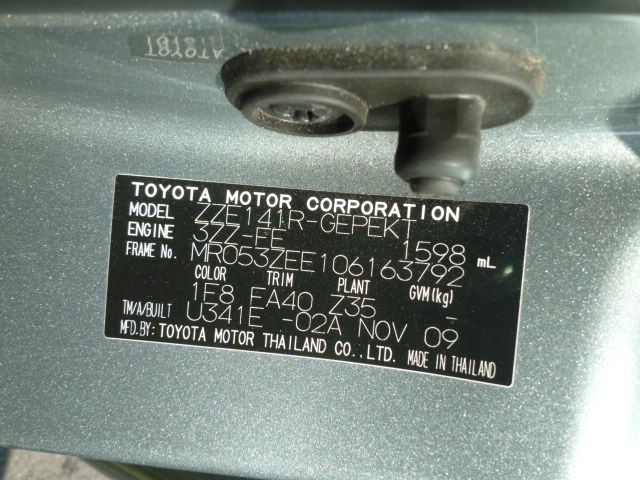 TOYOTA MOTOR CORPORATION
MODEL ZZE141R-GEPEKT
ENGINE 3ZZ-FE 1598 mL
FRAME No. MR053ZEE106163792
COLOR TRIM PLANT GVM(kg)
1F8 FA40 Z35 -
TM/A/BUILT U341E -02A NOV 09
MFD.BY: TOYOTA MOTOR THAILAND CO.,LTD. MADE IN THAILAND